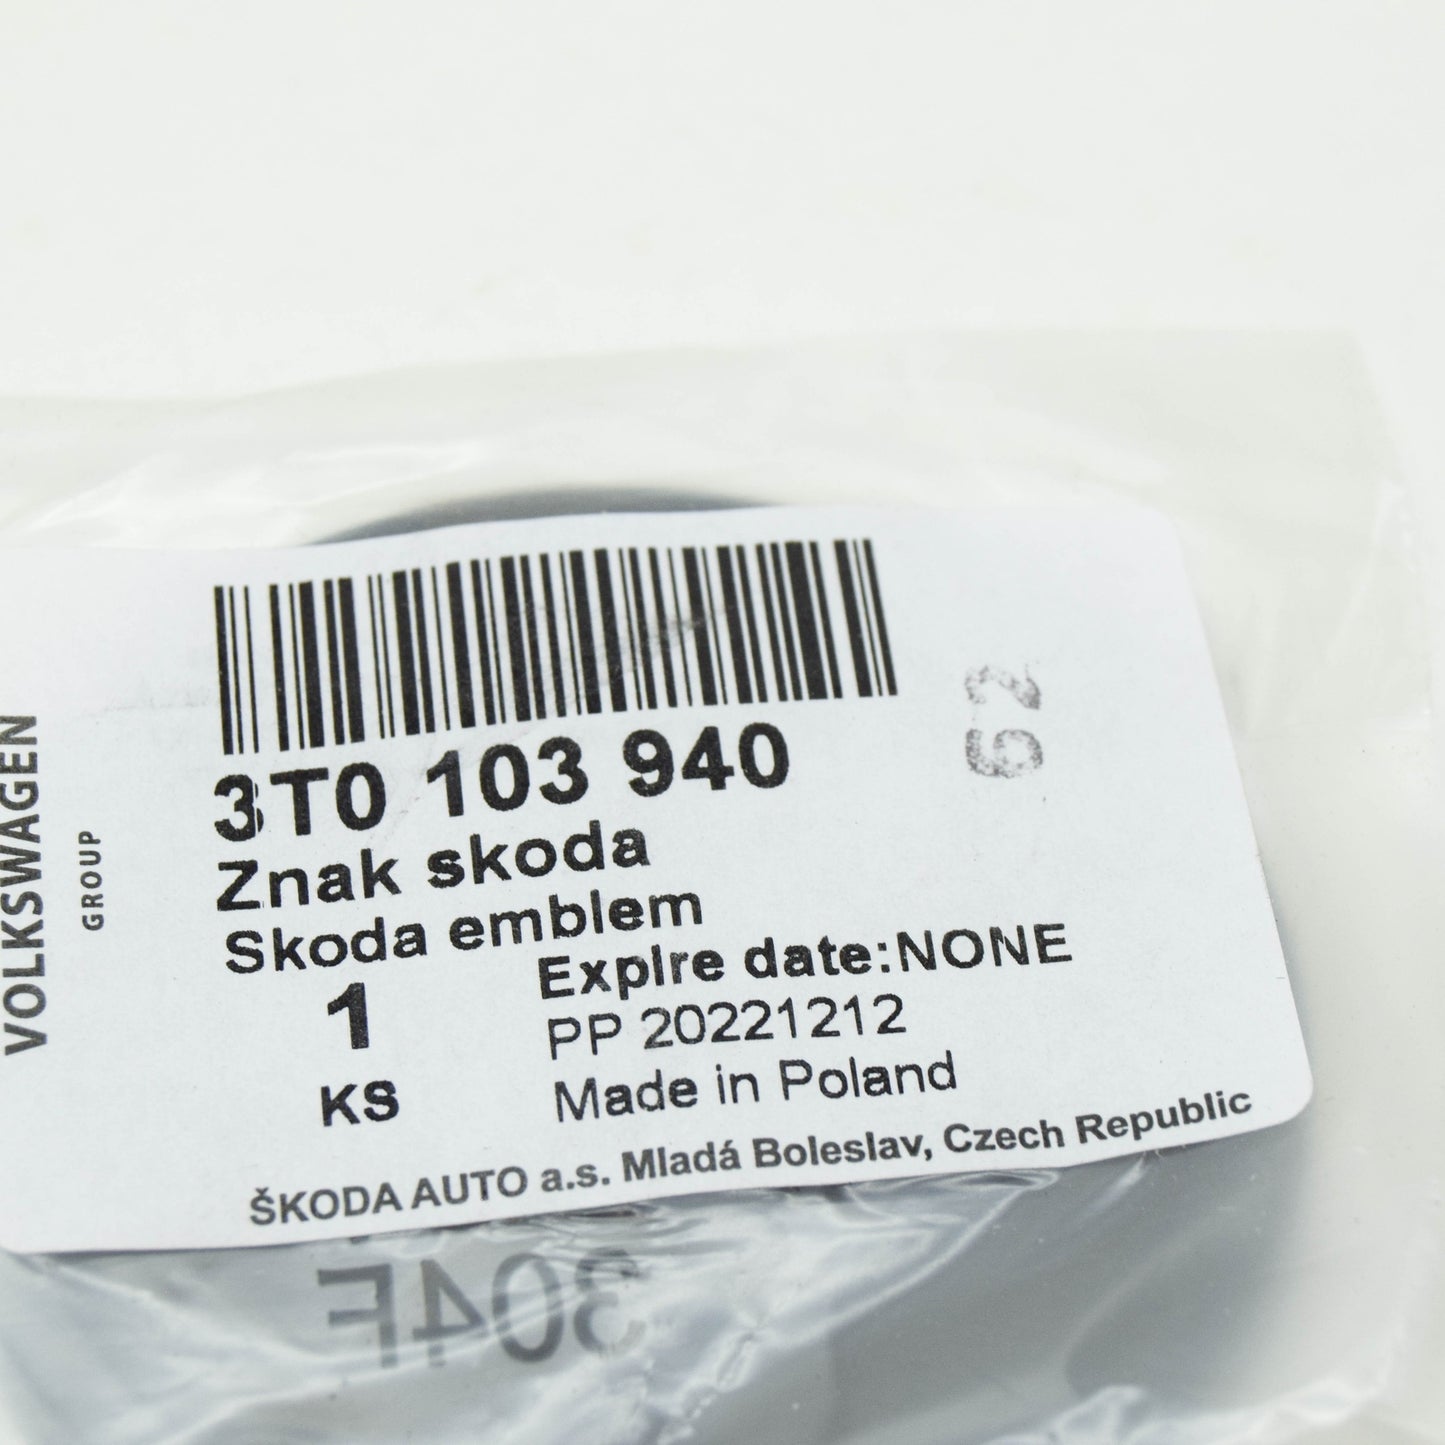 VOLKSWAGEN
GROUP
3T0 103 940
Znak skoda
Skoda emblem
1
KS
Expire date:NONE
PP 20221212
Made in Poland
ŠKODA AUTO a.s. Mladá Boleslav, Czech Republic
62
304F